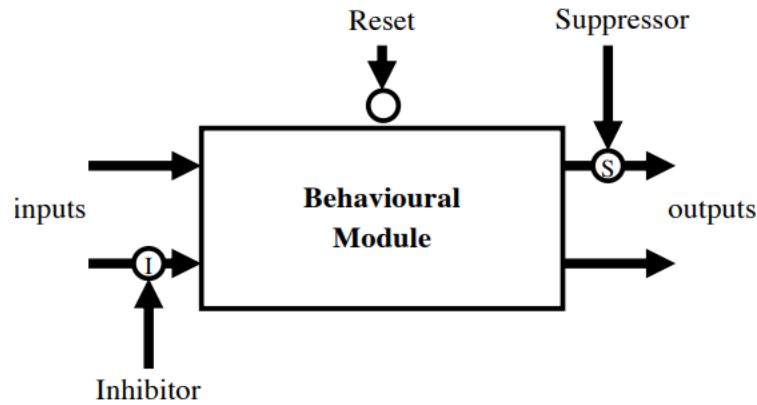 Reset
Suppressor
inputs
Behavioural
Module
S
outputs
I
Inhibitor